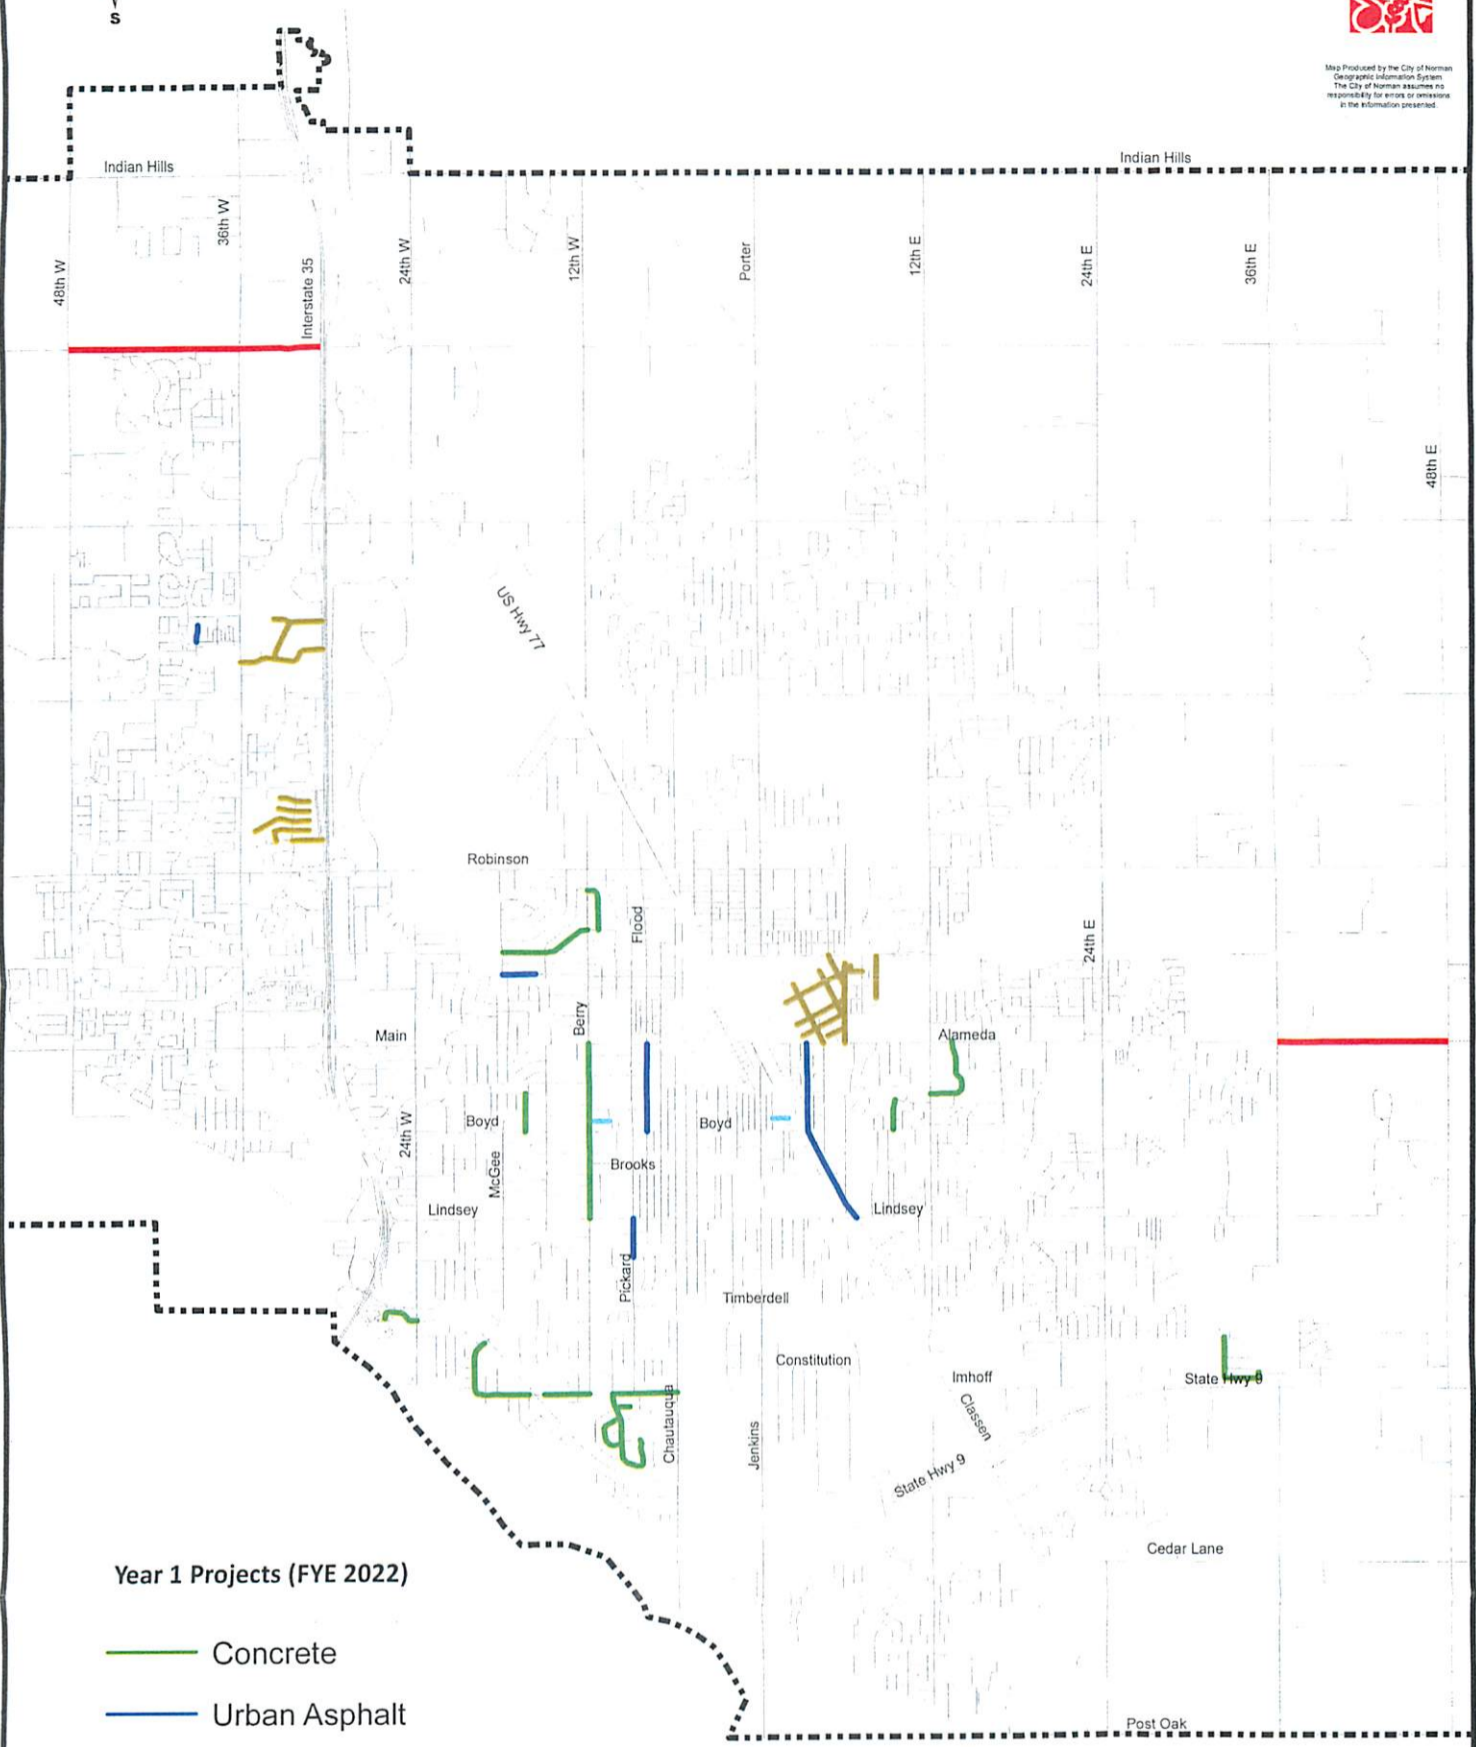 S
Map Produced by the City of Norman
Geographic Information System
The City of Norman assumes no
responsibility for errors or omissions
in the information presented.
Indian Hills
Indian Hills
48th W
36th W
Interstate 35
24th W
12th W
Porter
12th E
24th E
36th E
48th E
US Hwy 77
Robinson
Flood
24th E
Main
Berry
Alameda
Boyd
24th W
McGee
Boyd
Brooks
Lindsey
Lindsey
Pickard
Timberdell
Constitution
Imhoff
State Hwy 9
Chautauqua
Jenkins
Classen
State Hwy 9
Cedar Lane
Year 1 Projects (FYE 2022)
Concrete
Urban Asphalt
Post Oak